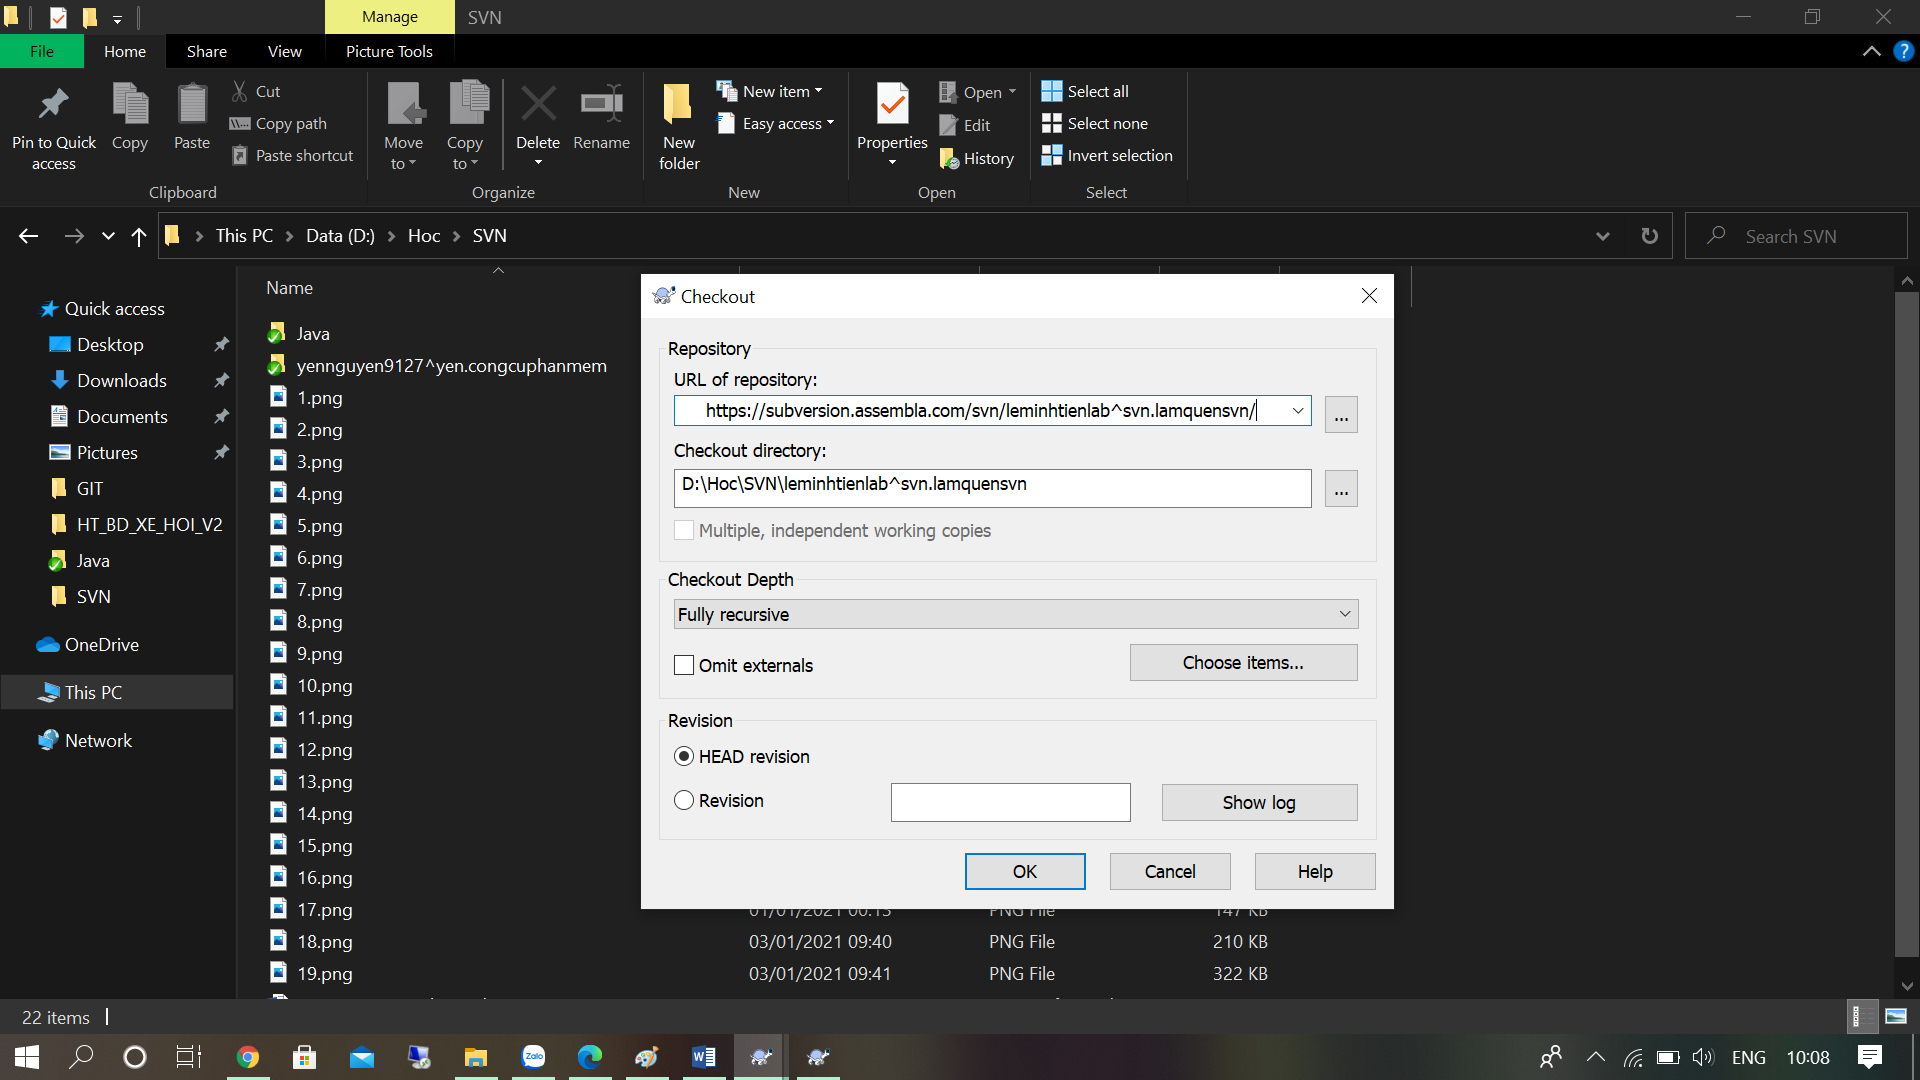 Manage
SVN
File
Home
Share
View
Picture Tools
Pin to Quick access
Copy
Paste
Cut
Copy path
Paste shortcut
Clipboard
Move to
Copy to
Delete
Rename
Organize
New folder
New item
Easy access
New
Properties
Open
Edit
History
Open
Select all
Select none
Invert selection
Select
This PC
Data (D:)
Hoc
SVN
Search SVN
Quick access
Desktop
Downloads
Documents
Pictures
GIT
HT_BD_XE_HOI_V2
Java
SVN
OneDrive
This PC
Network
Name
Java
yennguyen9127^yen.congcuphanmem
1.png
2.png
3.png
4.png
5.png
6.png
7.png
8.png
9.png
10.png
11.png
12.png
13.png
14.png
15.png
16.png
17.png
18.png 03/01/2021 09:40 PNG File 210 KB
19.png 03/01/2021 09:41 PNG File 322 KB
Checkout
Repository
URL of repository:
https://subversion.assembla.com/svn/leminhtienlab^svn.lamquensvn/
...
Checkout directory:
D:\Hoc\SVN\leminhtienlab^svn.lamquensvn
...
Multiple, independent working copies
Checkout Depth
Fully recursive
Omit externals
Choose items...
Revision
HEAD revision
Revision
Show log
OK
Cancel
Help
22 items
Zalo
ENG
10:08